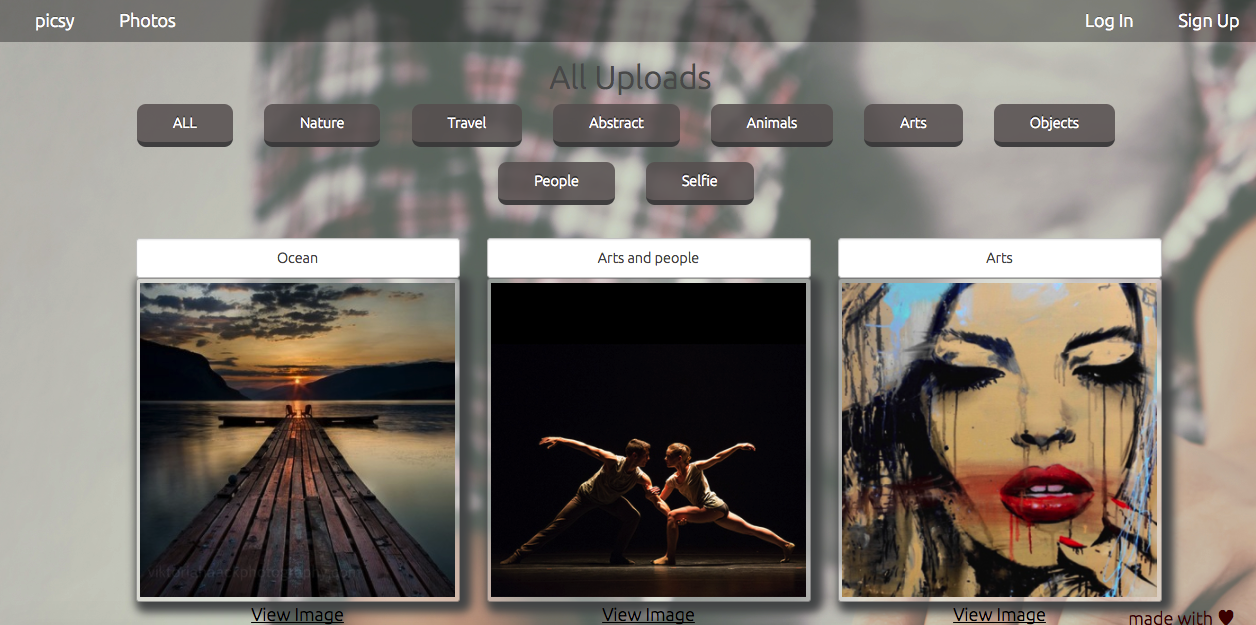 picsy Photos Log In Sign Up
All Uploads
ALL Nature Travel Abstract Animals Arts Objects
People Selfie
Ocean Arts and people Arts
View Image View Image View Image
made with ♥